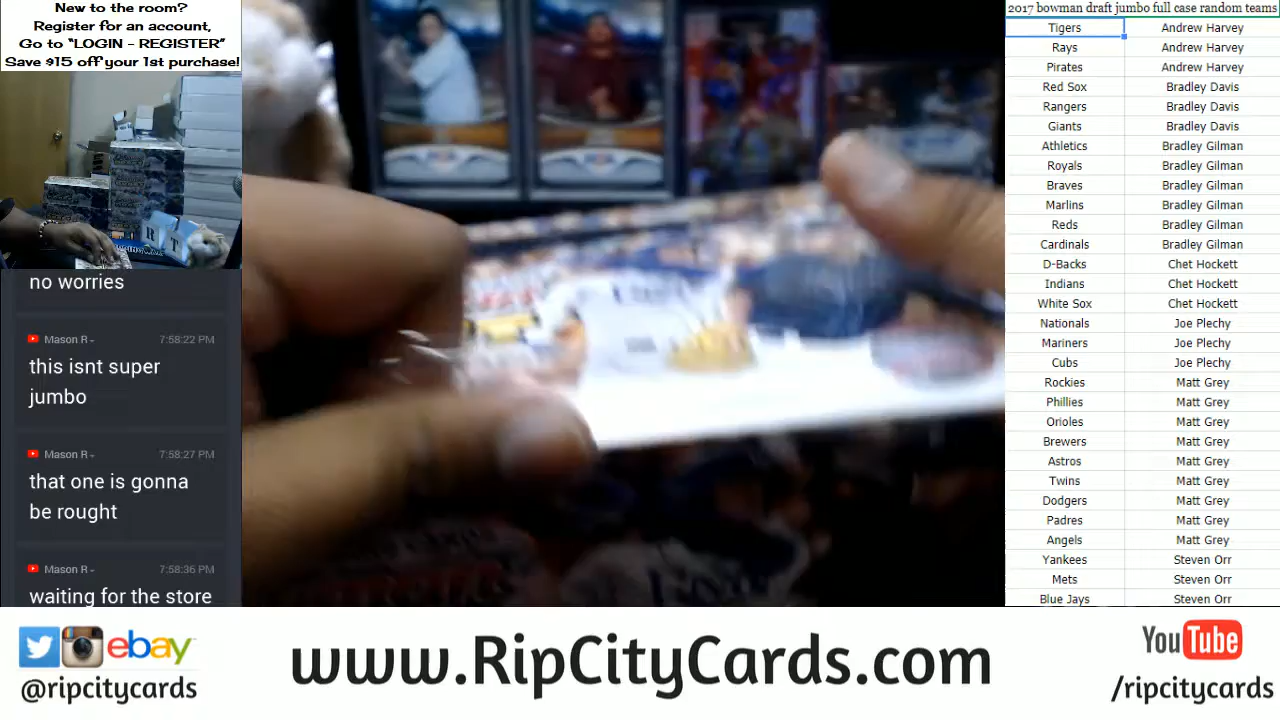 New to the room?
Register for an account,
Go to “LOGIN - REGISTER”
Save $15 off your 1st purchase!
no worries
Mason R
7:58:22 PM
this isnt super
jumbo
Mason R
7:58:27 PM
that one is gonna
be rought
Mason R
7:58:36 PM
waiting for the store
2017 bowman draft jumbo full case random teams
Tigers Andrew Harvey
Rays Andrew Harvey
Pirates Andrew Harvey
Red Sox Bradley Davis
Rangers Bradley Davis
Giants Bradley Davis
Athletics Bradley Gilman
Royals Bradley Gilman
Braves Bradley Gilman
Marlins Bradley Gilman
Reds Bradley Gilman
Cardinals Bradley Gilman
D-Backs Chet Hockett
Indians Chet Hockett
White Sox Chet Hockett
Nationals Joe Plechy
Mariners Joe Plechy
Cubs Joe Plechy
Rockies Matt Grey
Phillies Matt Grey
Orioles Matt Grey
Brewers Matt Grey
Astros Matt Grey
Twins Matt Grey
Dodgers Matt Grey
Padres Matt Grey
Angels Matt Grey
Yankees Steven Orr
Mets Steven Orr
Blue Jays Steven Orr
ebay
@ripcitycards
www.RipCityCards.com
YouTube
/ripcitycards